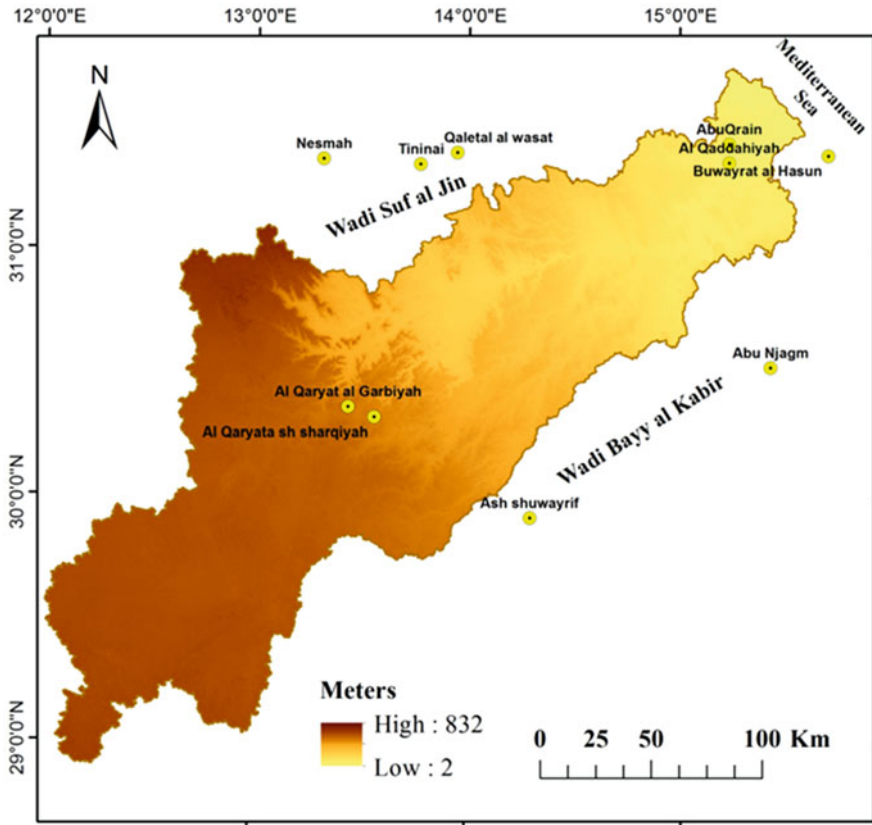 12°0'0"E
13°0'0"E
14°0'0"E
15°0'0"E
N
Mediterranean
Sea
AbuQrain
Al Qaddahiyah
Buwayrat al Hasun
Nesmah
Tininai
Qaletal al wasat
Wadi Suf al Jin
31°0'0"N
Abu Njagm
Al Qaryat al Garbiyah
Al Qaryata sh sharqiyah
Wadi Bayy al Kabir
30°0'0"N
Ash shuwayrif
Meters
High : 832
Low : 2
0 25 50 100 Km
29°0'0"N